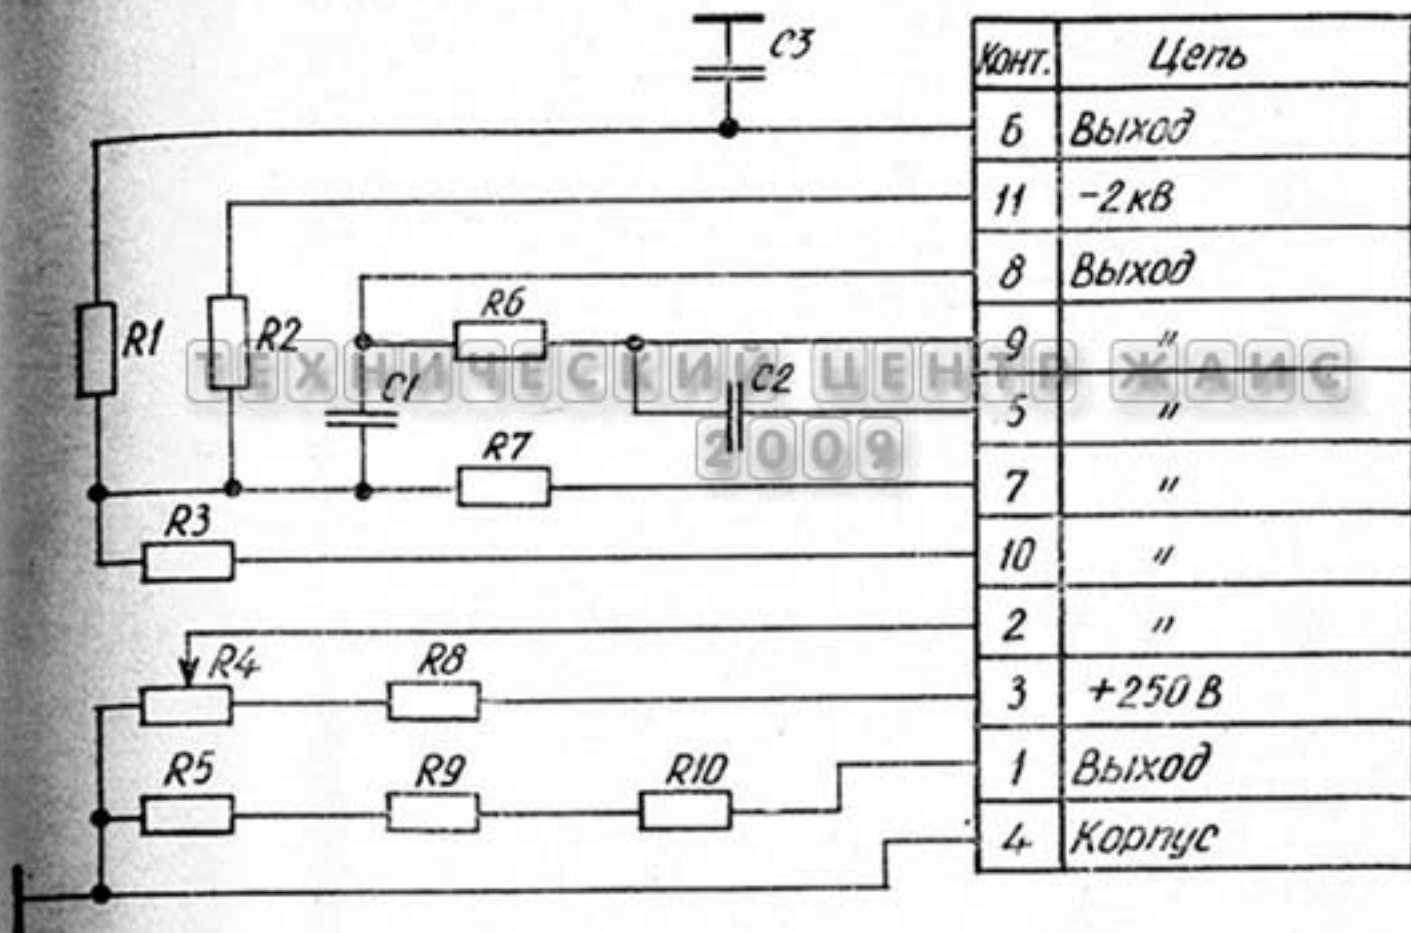 C3
Конт. Цепь
6 Выход
11 -2кВ
8 Выход
R6
R1 R2
9 "
ТЕХНИЧЕСКИЙ ЦЕНТР ЖАИС
C1 C2
5 "
2009
R7
7 "
R3
10 "
2 "
R4 R8
3 +250В
R5 R9 R10
1 Выход
4 Корпус